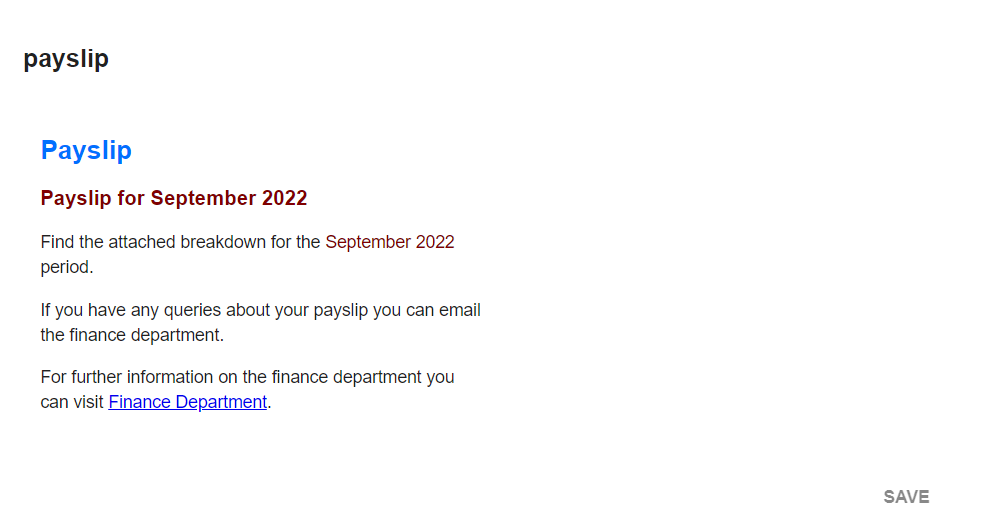 payslip
Payslip
Payslip for September 2022
Find the attached breakdown for the September 2022
period.
If you have any queries about your payslip you can email
the finance department.
For further information on the finance department you
can visit Finance Department.
SAVE